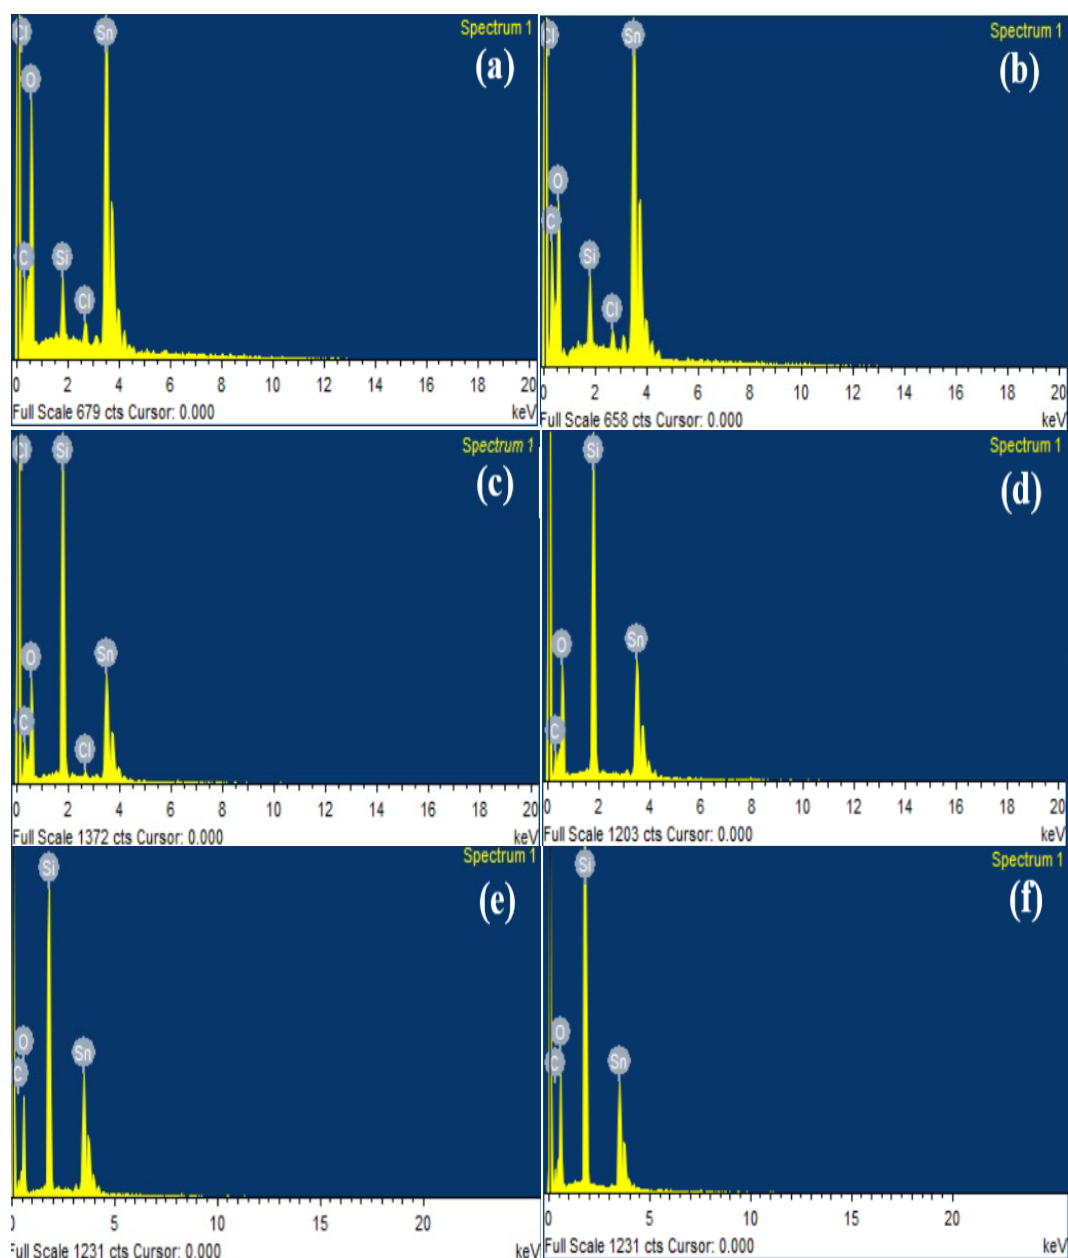 Cl Sn Spectrum 1
(a)
O
C Si
Cl
0 2 4 6 8 10 12 14 16 18 20
Full Scale 679 cts Cursor: 0.000 keV
Cl Sn Spectrum 1
(b)
O
C
Si
Cl
0 2 4 6 8 10 12 14 16 18 20
Full Scale 658 cts Cursor: 0.000 keV
Cl Si Spectrum 1
(c)
O Sn
C
Cl
0 2 4 6 8 10 12 14 16 18 20
Full Scale 1372 cts Cursor: 0.000 keV
Si Spectrum 1
(d)
O Sn
C
0 2 4 6 8 10 12 14 16 18 20
Full Scale 1203 cts Cursor: 0.000 keV
Si Spectrum 1
(e)
O
Sn
C
0 5 10 15 20
Full Scale 1231 cts Cursor: 0.000 keV
Si Spectrum 1
(f)
O
C Sn
0 5 10 15 20
Full Scale 1231 cts Cursor: 0.000 keV